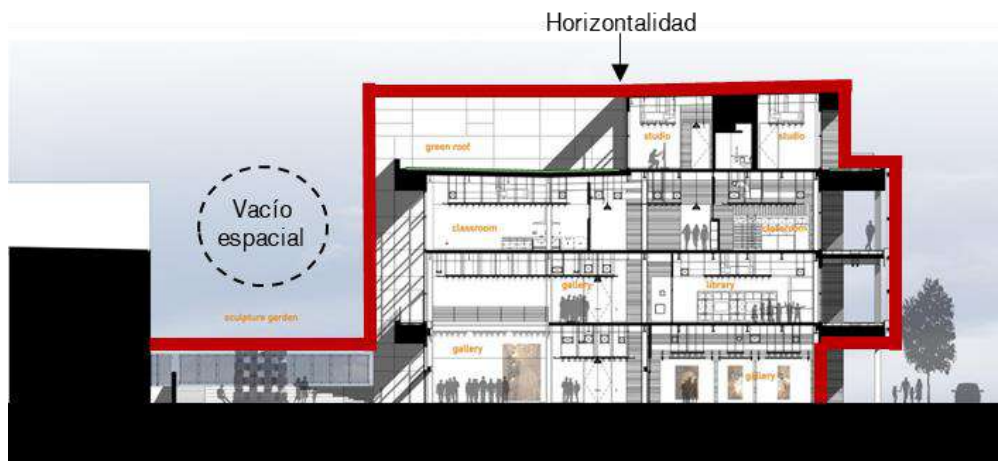 Horizontalidad
studio
studio
green roof
Vacío
espacial
classroom
classroom
gallery
library
sculpture garden
gallery
gallery